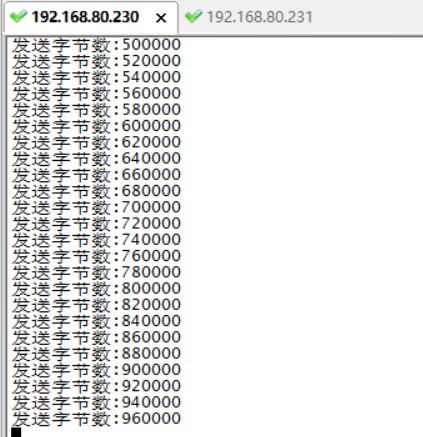 192.168.80.230 × 192.168.80.231
发送字节数:500000
发送字节数:520000
发送字节数:540000
发送字节数:560000
发送字节数:580000
发送字节数:600000
发送字节数:620000
发送字节数:640000
发送字节数:660000
发送字节数:680000
发送字节数:700000
发送字节数:720000
发送字节数:740000
发送字节数:760000
发送字节数:780000
发送字节数:800000
发送字节数:820000
发送字节数:840000
发送字节数:860000
发送字节数:880000
发送字节数:900000
发送字节数:920000
发送字节数:940000
发送字节数:960000